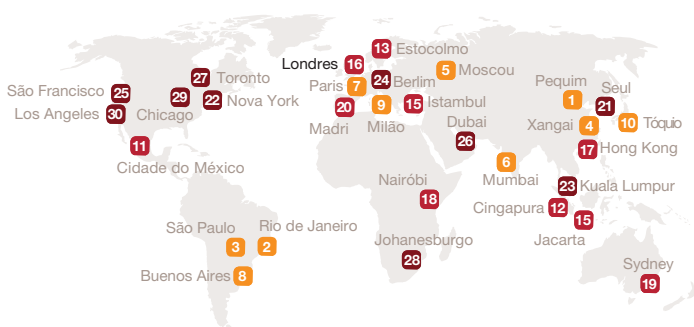 13 Estocolmo
Londres 16
27 Toronto
24 Berlim
5 Moscou
Paris 7
São Francisco 25
29
22 Nova York
Los Angeles 30
Chicago
20
Madri
9
Milão
15 Istambul
Pequim
1
Seul
21
Xangai 4
10 Tóquio
Dubai
26
11
Cidade do México
17 Hong Kong
6
Mumbai
Nairóbi
18
23 Kuala Lumpur
Cingapura 12
15
Jacarta
São Paulo
3
Rio de Janeiro
2
Johanesburgo
28
Buenos Aires 8
Sydney
19